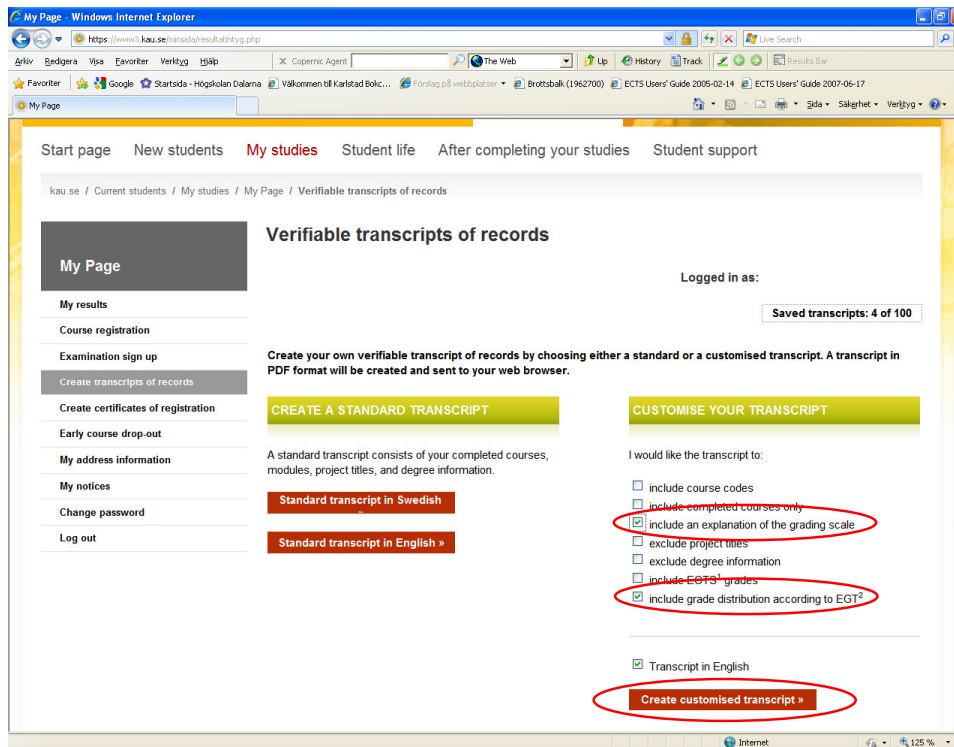 My Page - Windows Internet Explorer
https://www3.kau.se/minsida/resultatintyg.php
Live Search
Arkiv Redigera Visa Favoriter Verktyg Hjälp
X Copernic Agent
The Web
Up
History
Track
Results Bar
Favoriter
Google
Startsida - Högskolan Dalarna
Välkommen till Karlstad Bokc...
Förslag på webbplatser
Brottsbalk (1962700)
ECTS Users' Guide 2005-02-14
ECTS Users' Guide 2007-06-17
My Page
Sida
Säkerhet
Verktyg
Start page New students My studies Student life After completing your studies Student support
kau.se / Current students / My studies / My Page / Verifiable transcripts of records
My Page
My results
Course registration
Examination sign up
Create transcripts of records
Create certificates of registration
Early course drop-out
My address information
My notices
Change password
Log out
Verifiable transcripts of records
Logged in as:
Saved transcripts: 4 of 100
Create your own verifiable transcript of records by choosing either a standard or a customised transcript. A transcript in
PDF format will be created and sent to your web browser.
CREATE A STANDARD TRANSCRIPT
A standard transcript consists of your completed courses,
modules, project titles, and degree information.
Standard transcript in Swedish
»
Standard transcript in English »
CUSTOMISE YOUR TRANSCRIPT
I would like the transcript to:
include course codes
include completed courses only
include an explanation of the grading scale
exclude project titles
exclude degree information
include ECTS¹ grades
include grade distribution according to EGT²
Transcript in English
Create customised transcript »
Internet
125 %